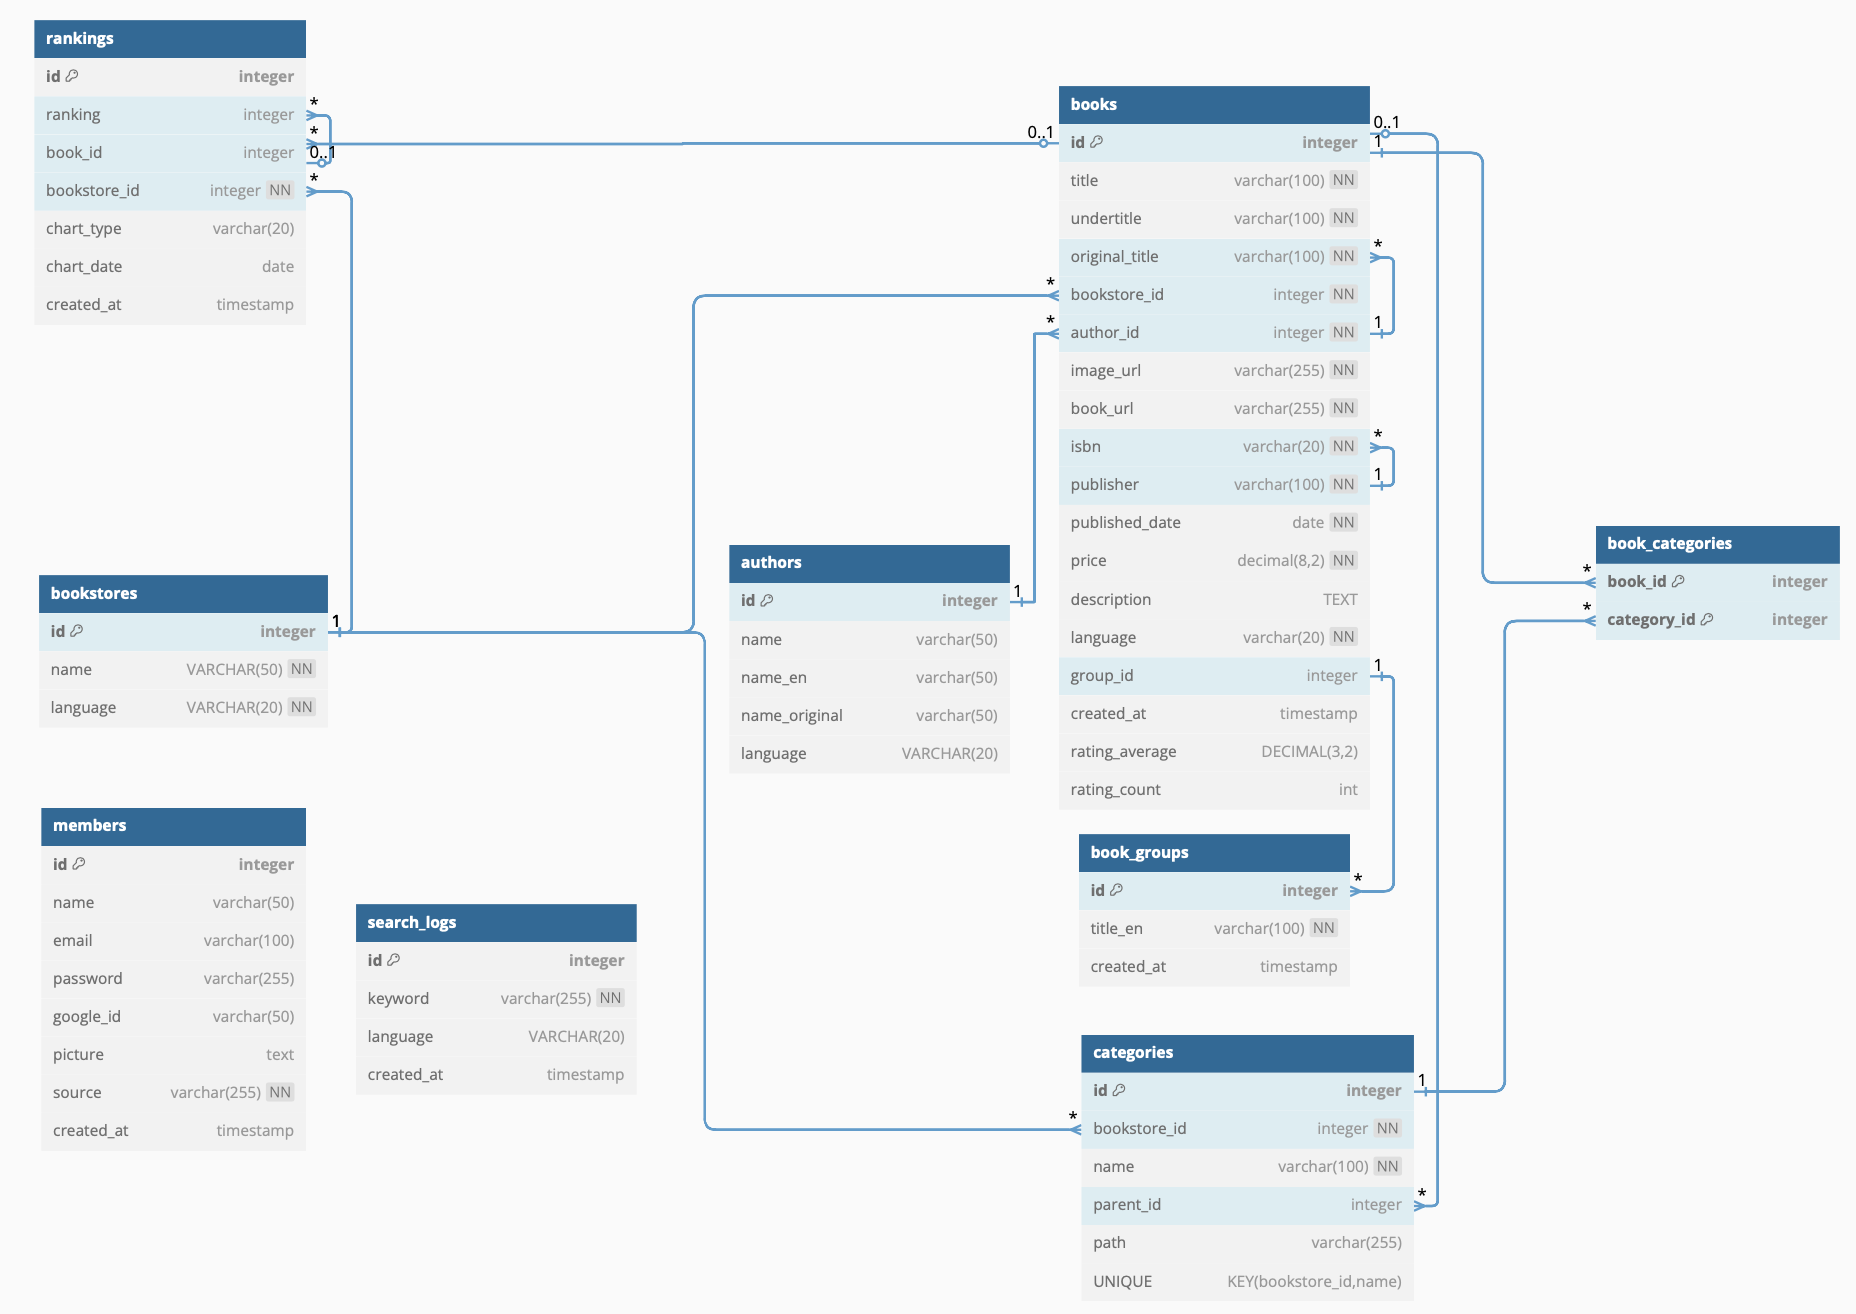 rankings
id integer
ranking integer *
book_id integer * 0..1
bookstore_id integer NN *
chart_type varchar(20)
chart_date date
created_at timestamp
books
0..1 id integer 0..1 1
title varchar(100) NN
undertitle varchar(100) NN
original_title varchar(100) NN *
* bookstore_id integer NN
* author_id integer NN 1
image_url varchar(255) NN
book_url varchar(255) NN
isbn varchar(20) NN *
publisher varchar(100) NN 1
published_date date NN
price decimal(8,2) NN
description TEXT
language varchar(20) NN
group_id integer 1
created_at timestamp
rating_average DECIMAL(3,2)
rating_count int
book_categories
* book_id integer
* category_id integer
authors
id integer 1
name varchar(50)
name_en varchar(50)
name_original varchar(50)
language VARCHAR(20)
bookstores
id integer 1
name VARCHAR(50) NN
language VARCHAR(20) NN
members
id integer
name varchar(50)
email varchar(100)
password varchar(255)
google_id varchar(50)
picture text
source varchar(255) NN
created_at timestamp
search_logs
id integer
keyword varchar(255) NN
language VARCHAR(20)
created_at timestamp
book_groups
id integer *
title_en varchar(100) NN
created_at timestamp
categories
id integer 1
* bookstore_id integer NN
name varchar(100) NN
parent_id integer *
path varchar(255)
UNIQUE KEY(bookstore_id,name)